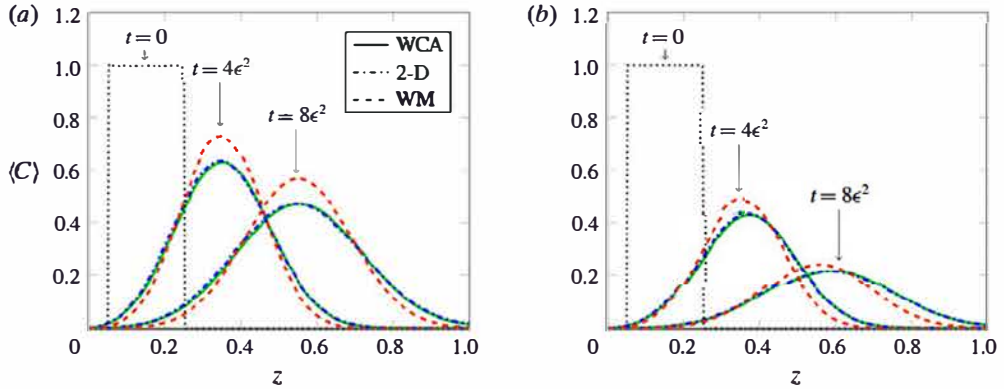 (a)
1.2
1.0
0.8
0.6
0.4
0.2
⟨C⟩
t = 0
t = 4ϵ²
t = 8ϵ²
WCA
2-D
WM
0 0.2 0.4 0.6 0.8 1.0
z
(b)
1.2
1.0
0.8
0.6
0.4
0.2
t = 0
t = 4ϵ²
t = 8ϵ²
0 0.2 0.4 0.6 0.8 1.0
z